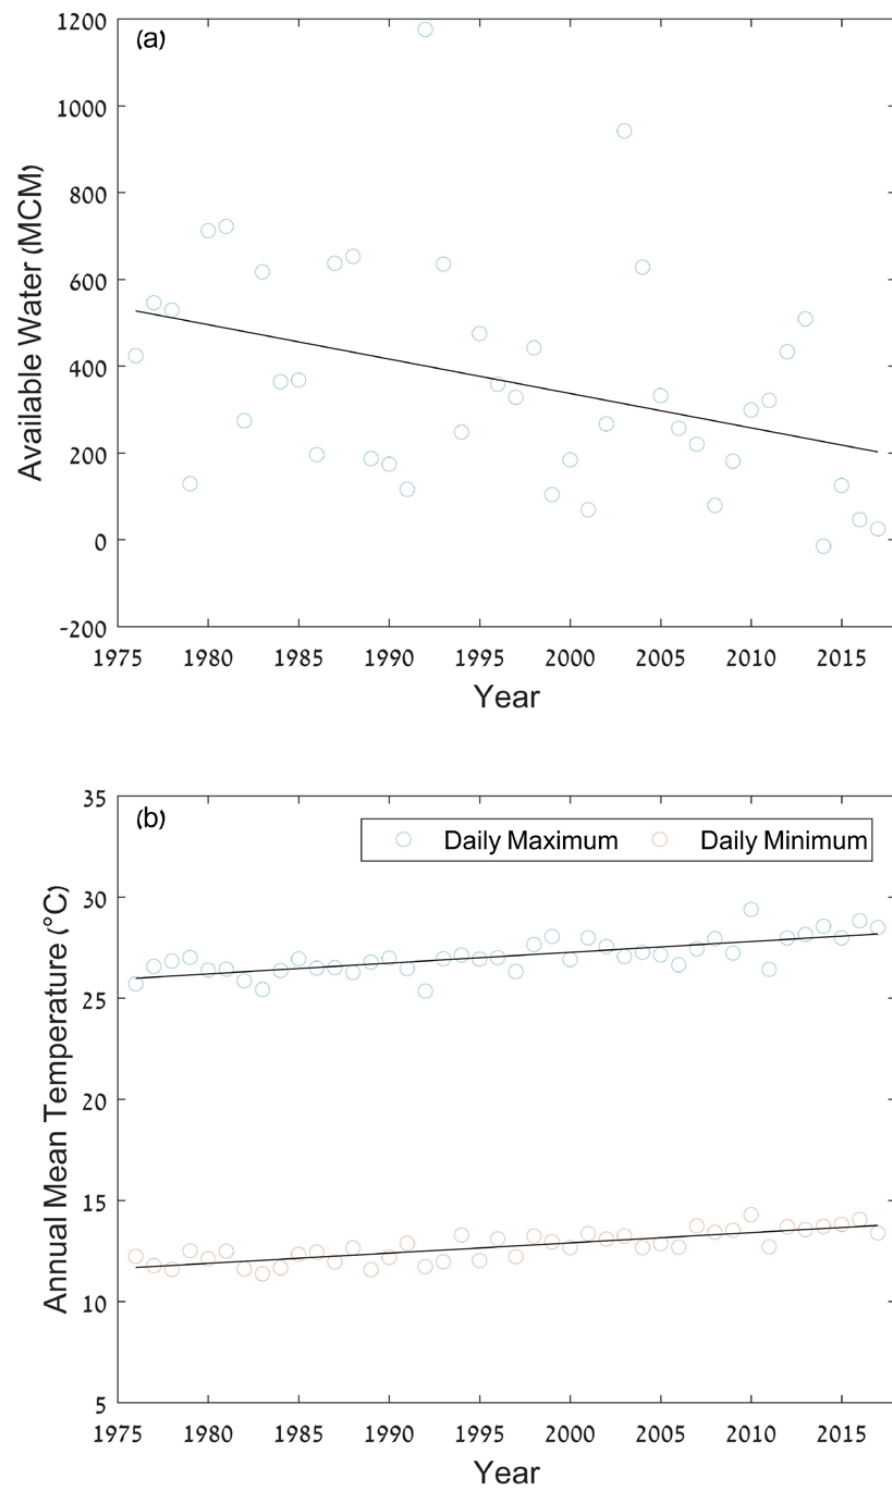 (a)
Available Water (MCM)
1200
1000
800
600
400
200
0
-200
1975 1980 1985 1990 1995 2000 2005 2010 2015
Year
(b)
Daily Maximum Daily Minimum
Annual Mean Temperature (°C)
35
30
25
20
15
10
5
1975 1980 1985 1990 1995 2000 2005 2010 2015
Year